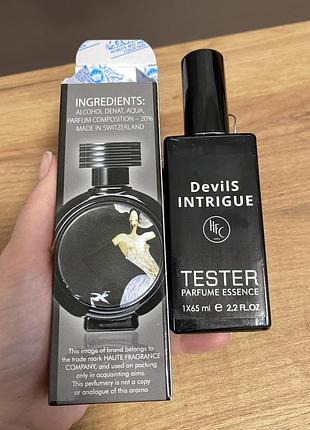 INGREDIENTS:
ALCOHOL DENAT, AQUA,
PARFUM COMPOSITION – 20%
MADE IN SWITZERLAND
This image of brand belongs to
the trade mark HAUTE FRAGRANCE
COMPANY, and used on packing
only in acquainting aims.
This perfumery is not a copy
or analogue of this aroma
DevilS
INTRIGUE
HFC
TESTER
PARFUME ESSENCE
1X65 ml ℮ 2.2 FL.OZ